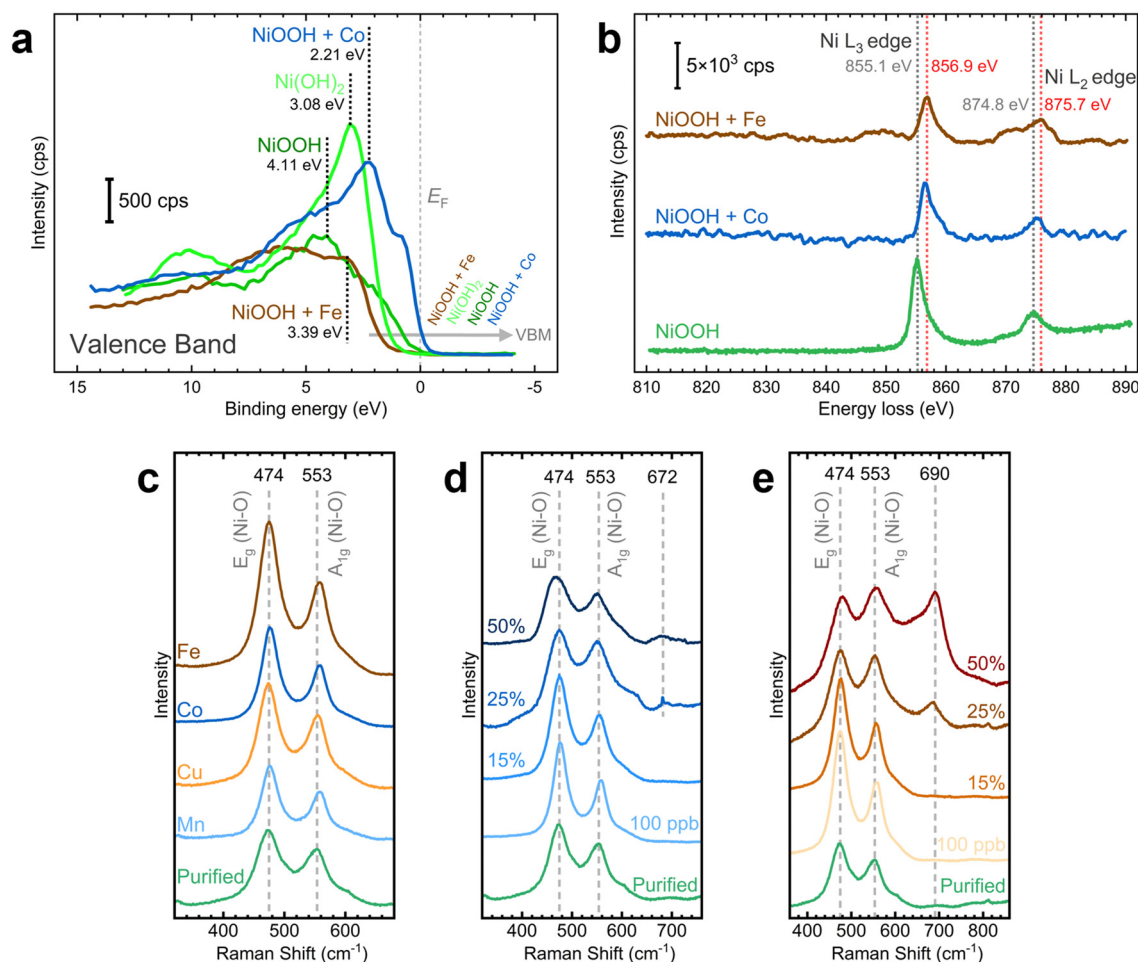 a
NiOOH + Co
2.21 eV
Ni(OH)2
3.08 eV
NiOOH
4.11 eV
EF
500 cps
Intensity (cps)
NiOOH + Fe
Ni(OH)2
NiOOH
NiOOH + Co
NiOOH + Fe
3.39 eV
VBM
Valence Band
15 10 5 0 -5
Binding energy (eV)
b
5×10³ cps
Ni L3 edge
855.1 eV
856.9 eV
Ni L2 edge
874.8 eV
875.7 eV
NiOOH + Fe
NiOOH + Co
NiOOH
Intensity (cps)
810 820 830 840 850 860 870 880 890
Energy loss (eV)
c
474 553
Eg (Ni-O)
A1g (Ni-O)
Fe
Co
Cu
Mn
Purified
Intensity
400 500 600
Raman Shift (cm-1)
d
474 553 672
Eg (Ni-O)
A1g (Ni-O)
50%
25%
15%
100 ppb
Purified
Intensity
400 500 600 700
Raman Shift (cm-1)
e
474 553 690
Eg (Ni-O)
A1g (Ni-O)
50%
25%
15%
100 ppb
Purified
Intensity
400 500 600 700 800
Raman Shift (cm-1)